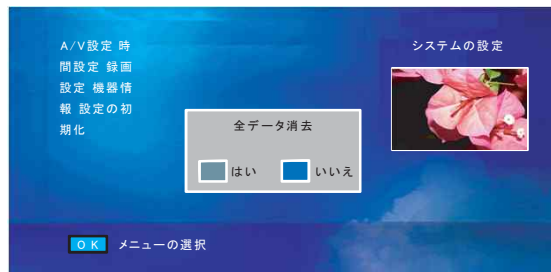 A/V設定 時
間設定 録画
設定 機器情
報 設定の初
期化
システムの設定
全データ消去
はい いいえ
OK メニューの選択